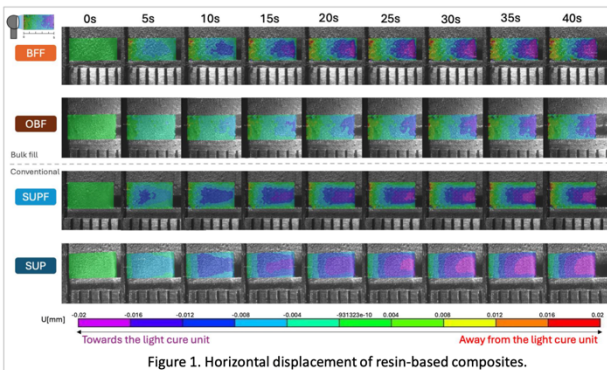 0s 5s 10s 15s 20s 25s 30s 35s 40s
BFF
OBF
Bulk fill
Conventional
SUPF
SUP
U[mm] -0.02 -0.016 -0.012 -0.008 -0.004 -901323e-10 0.004 0.008 0.012 0.016 0.02
Towards the light cure unit Away from the light cure unit
Figure 1. Horizontal displacement of resin-based composites.